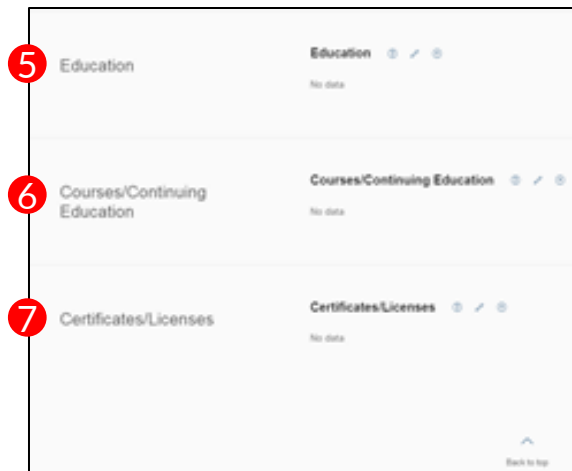 5
Education
Education
No data
6
Courses/Continuing
Education
Courses/Continuing Education
No data
7
Certificates/Licenses
Certificates/Licenses
No data
Back to top